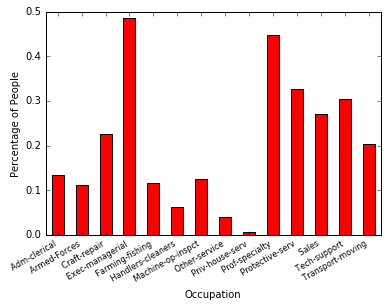 0.5
0.4
0.3
0.2
0.1
0.0
Percentage of People
Adm-clerical
Armed-Forces
Craft-repair
Exec-managerial
Farming-fishing
Handlers-cleaners
Machine-op-inspct
Other-service
Priv-house-serv
Prof-specialty
Protective-serv
Sales
Tech-support
Transport-moving
Occupation